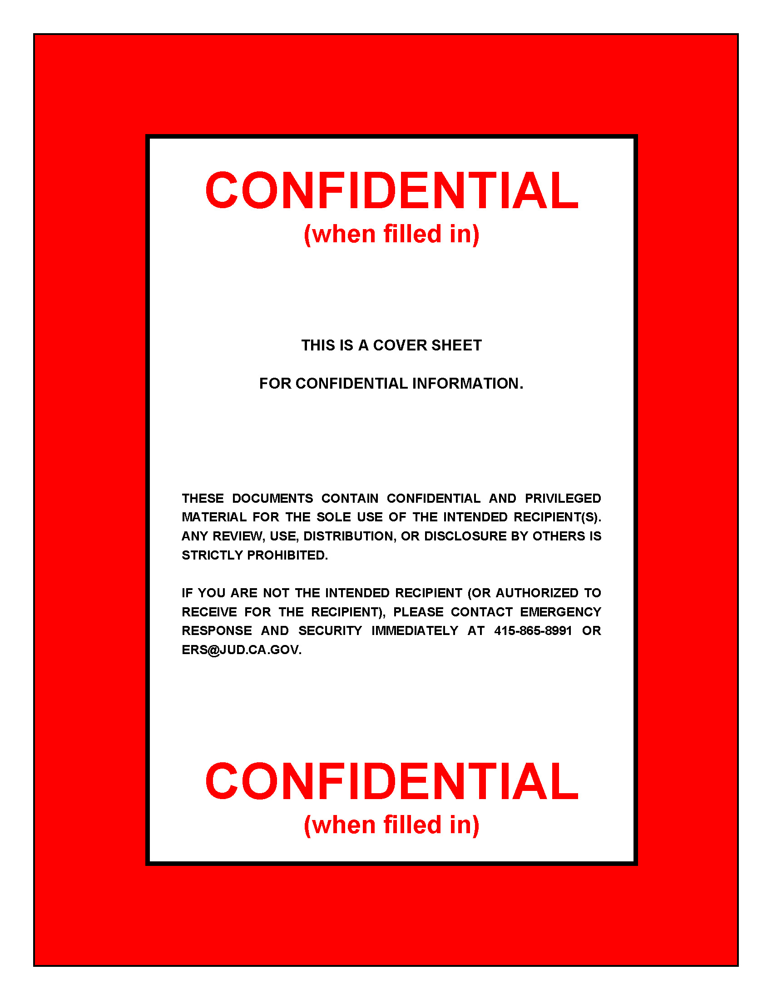 CONFIDENTIAL
(when filled in)
THIS IS A COVER SHEET
FOR CONFIDENTIAL INFORMATION.
THESE DOCUMENTS CONTAIN CONFIDENTIAL AND PRIVILEGED
MATERIAL FOR THE SOLE USE OF THE INTENDED RECIPIENT(S).
ANY REVIEW, USE, DISTRIBUTION, OR DISCLOSURE BY OTHERS IS
STRICTLY PROHIBITED.
IF YOU ARE NOT THE INTENDED RECIPIENT (OR AUTHORIZED TO
RECEIVE FOR THE RECIPIENT), PLEASE CONTACT EMERGENCY
RESPONSE AND SECURITY IMMEDIATELY AT 415-865-8991 OR
ERS@JUD.CA.GOV.
CONFIDENTIAL
(when filled in)